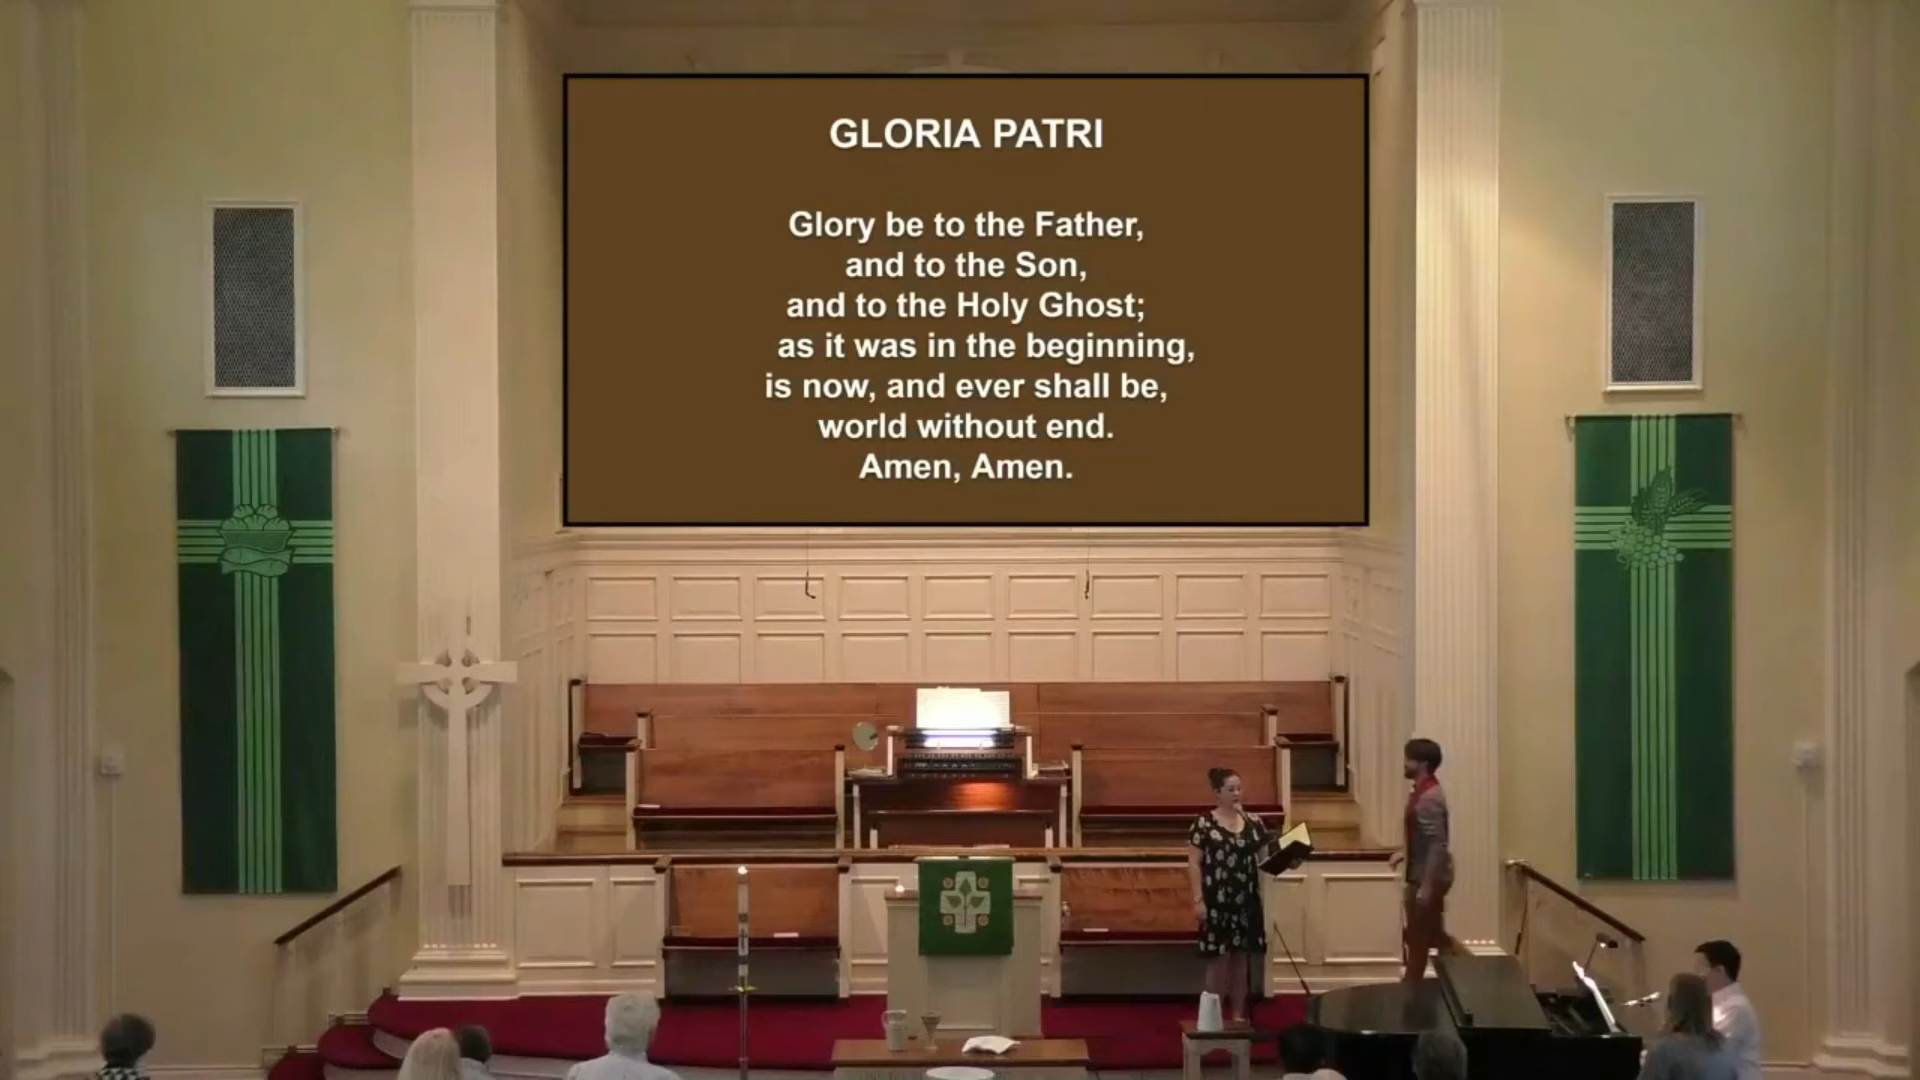 GLORIA PATRI
Glory be to the Father,
and to the Son,
and to the Holy Ghost;
as it was in the beginning,
is now, and ever shall be,
world without end.
Amen, Amen.